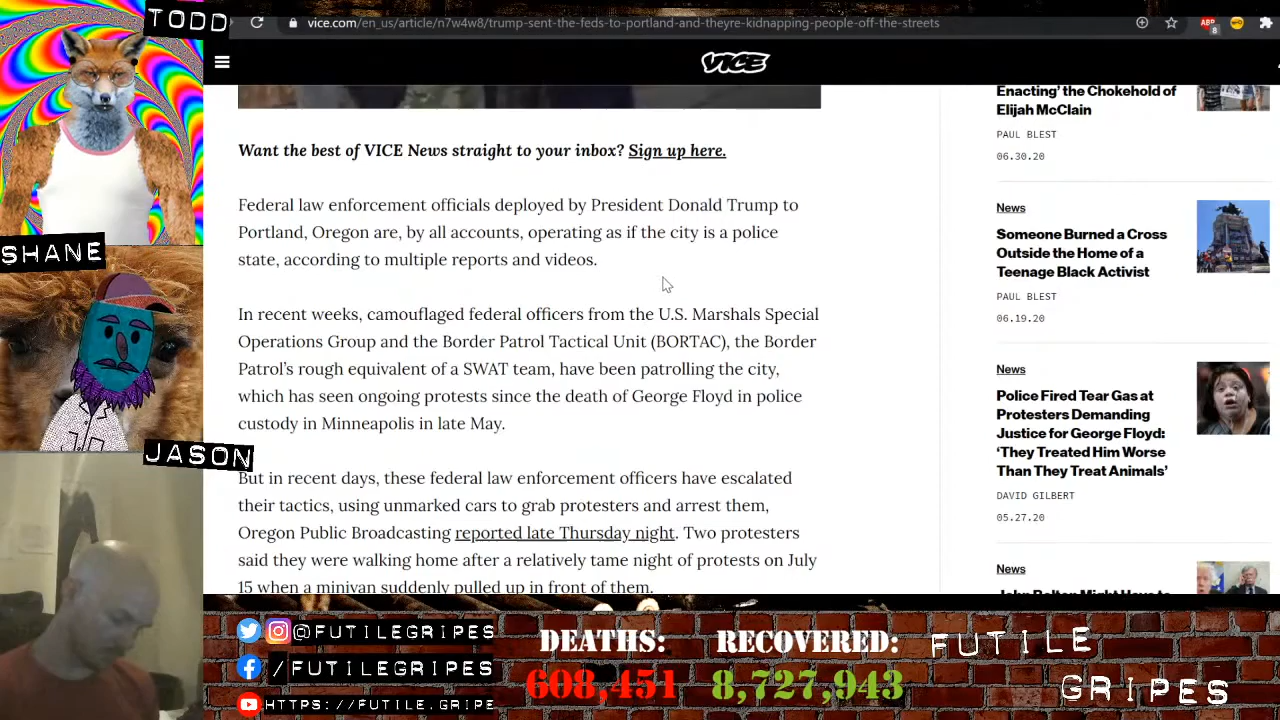 TODD
vice.com/en_us/article/n7w4w8/trump-sent-the-feds-to-portland-and-theyre-kidnapping-people-off-the-streets
ABP
8
VICE
Want the best of VICE News straight to your inbox? Sign up here.
Federal law enforcement officials deployed by President Donald Trump to
Portland, Oregon are, by all accounts, operating as if the city is a police
state, according to multiple reports and videos.
In recent weeks, camouflaged federal officers from the U.S. Marshals Special
Operations Group and the Border Patrol Tactical Unit (BORTAC), the Border
Patrol’s rough equivalent of a SWAT team, have been patrolling the city,
which has seen ongoing protests since the death of George Floyd in police
custody in Minneapolis in late May.
But in recent days, these federal law enforcement officers have escalated
their tactics, using unmarked cars to grab protesters and arrest them,
Oregon Public Broadcasting reported late Thursday night. Two protesters
said they were walking home after a relatively tame night of protests on July
15 when a minivan suddenly pulled up in front of them.
Enacting’ the Chokehold of
Elijah McClain
PAUL BLEST
06.30.20
News
Someone Burned a Cross
Outside the Home of a
Teenage Black Activist
PAUL BLEST
06.19.20
News
Police Fired Tear Gas at
Protesters Demanding
Justice for George Floyd:
‘They Treated Him Worse
Than They Treat Animals’
DAVID GILBERT
05.27.20
News
John Bolton Might Have to
SHANE
JASON
@FUTILEGRIPES
/FUTILEGRIPES
HTTPS://FUTILE.GRIPE
DEATHS:
608,451
RECOVERED:
8,727,943
FUTILE
GRIPES